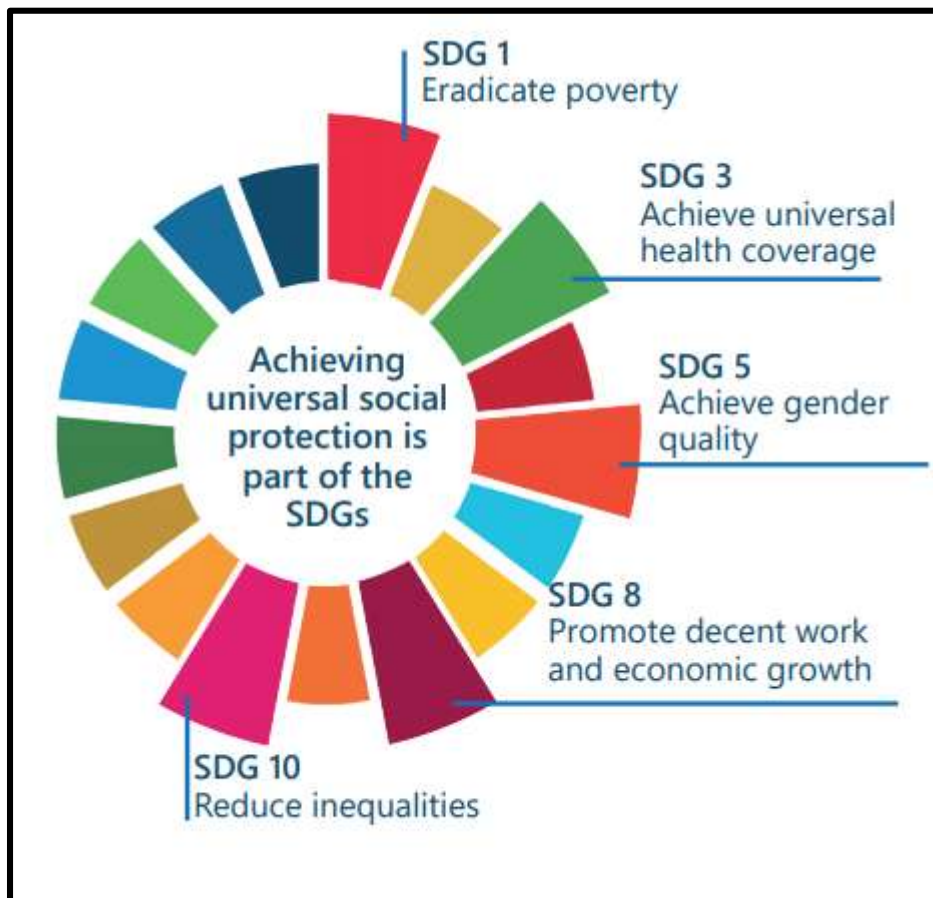 SDG 1
Eradicate poverty
SDG 3
Achieve universal
health coverage
Achieving
universal social
protection is
part of the
SDGs
SDG 5
Achieve gender
quality
SDG 8
Promote decent work
and economic growth
SDG 10
Reduce inequalities